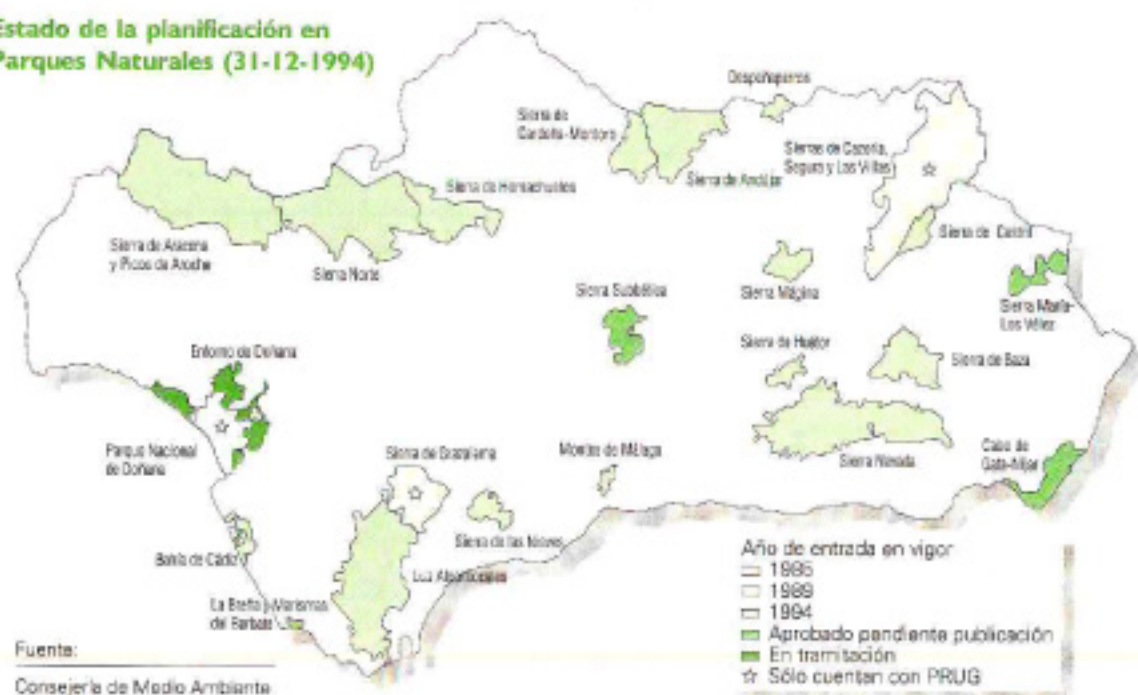 Estado de la planificación en
Parques Naturales (31-12-1994)
Despeñaperros
Sierra de
Cardeña-Montoro
Sierras de Cazorla,
Segura y Las Villas
Sierra de Hornachuelos
Sierra de Andújar
Sierra de Aracena
y Picos de Aroche
Sierra Norte
Sierra de Castril
Sierra Subbética
Sierra Mágina
Sierra María-
Los Vélez
Entorno de Doñana
Sierra de Huétor
Sierra de Baza
Parque Nacional
de Doñana
Sierra de Grazalema
Montes de Málaga
Sierra Nevada
Cabo de
Gata-Níjar
Bahía de Cádiz
Sierra de las Nieves
Los Alcornocales
La Breña y Marismas
del Barbate
Año de entrada en vigor
1985
1989
1994
Aprobado pendiente publicación
En tramitación
☆ Sólo cuentan con PRUG
Fuente:
Consejería de Medio Ambiente